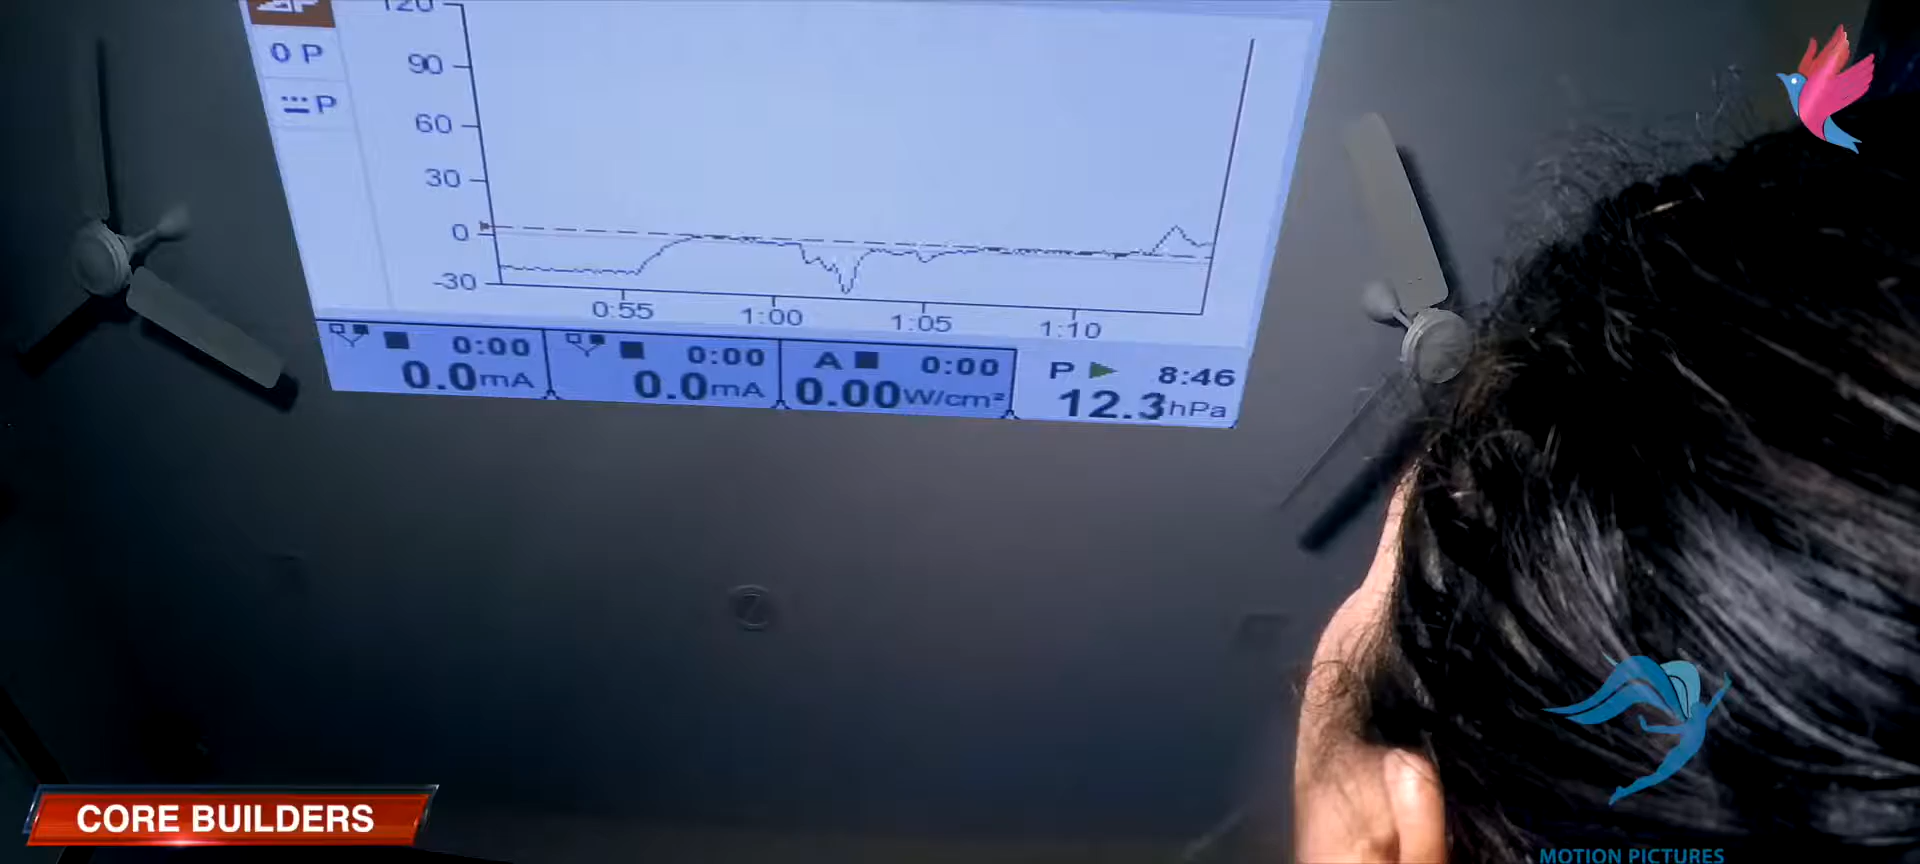 120
0 P
90
P
60
30
0
-30
0:55 1:00 1:05 1:10
0:00 0:00 A 0:00 P 8:46
0.0mA 0.0mA 0.00W/cm² 12.3hPa
CORE BUILDERS
MOTION PICTURES